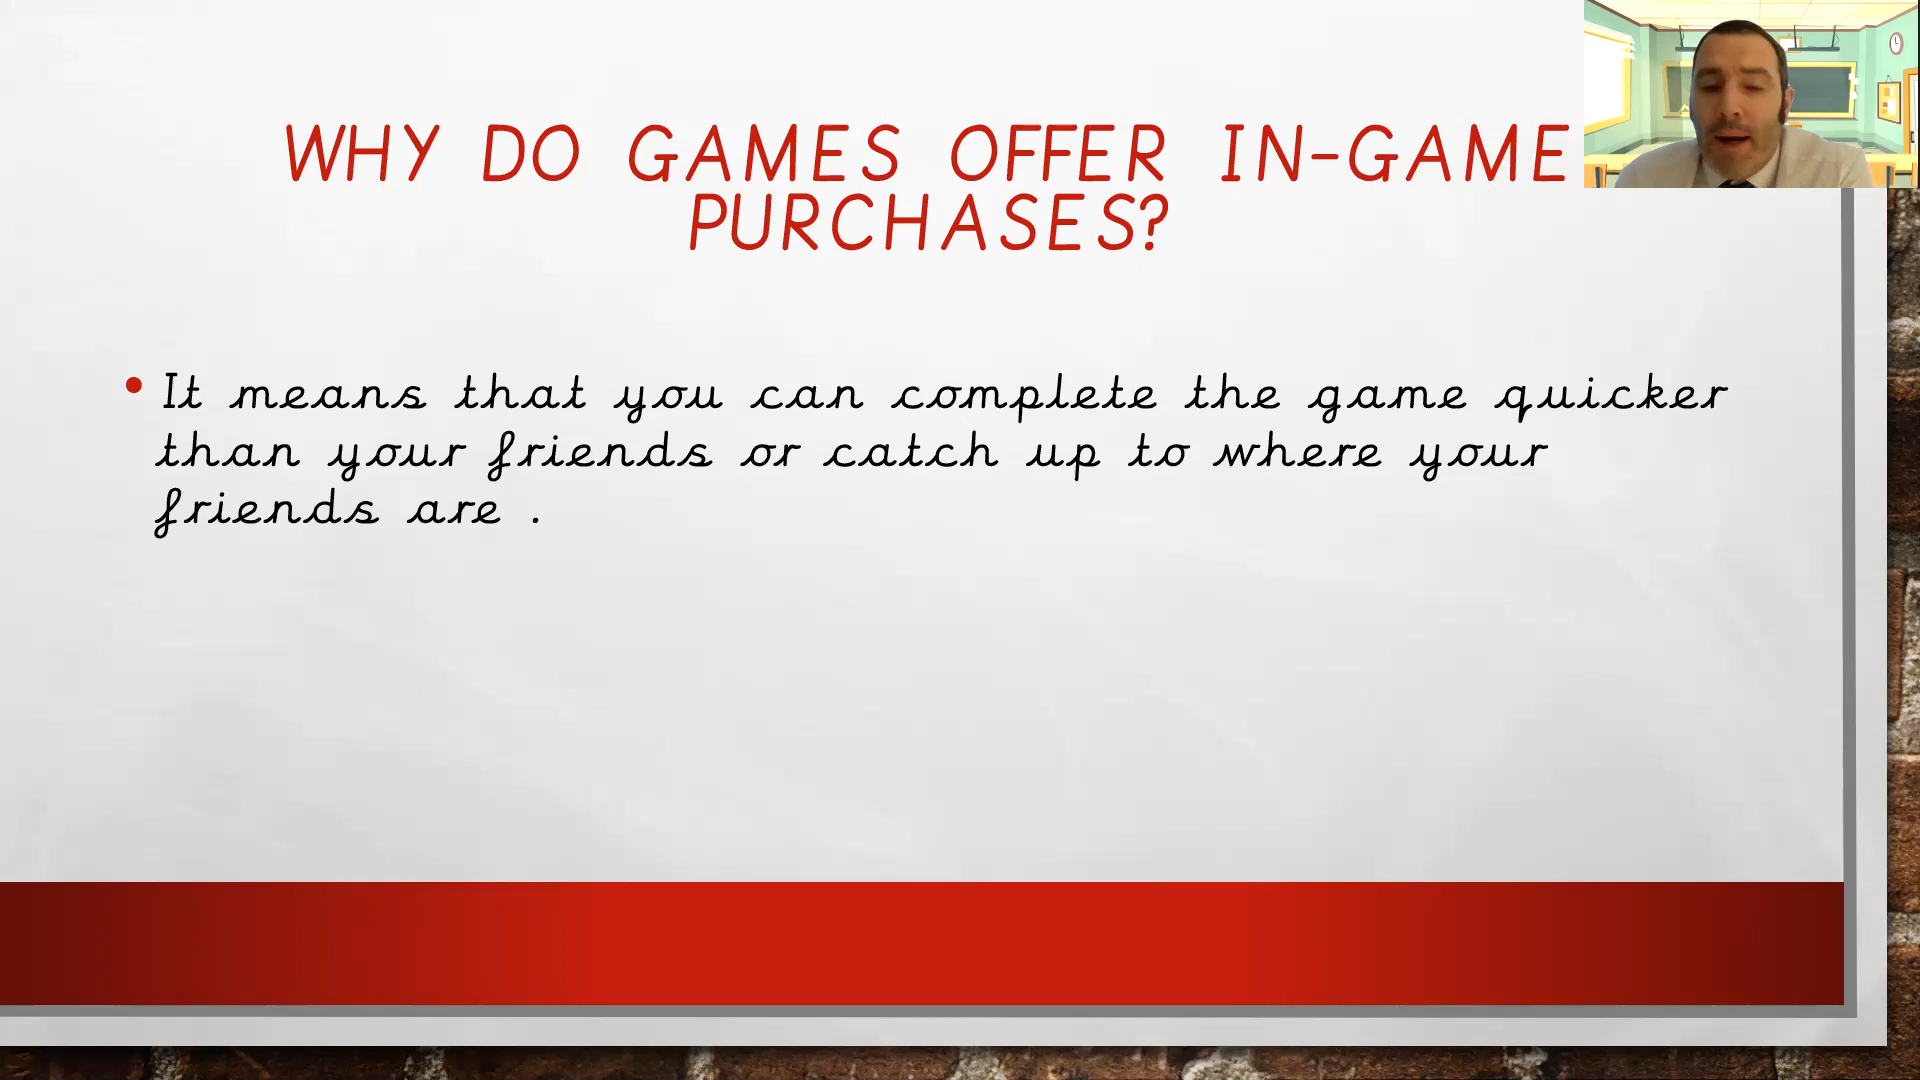 WHY DO GAMES OFFER IN-GAME
PURCHASES?
• It means that you can complete the game quicker
than your friends or catch up to where your
friends are .